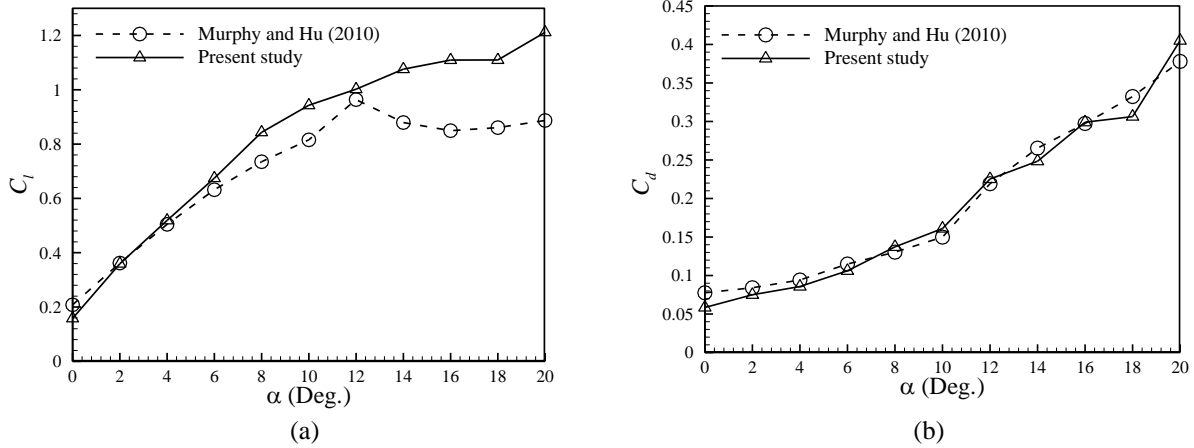 1.2
1
0.8
0.6
0.4
0.2
0
C_l
Murphy and Hu (2010)
Present study
0 2 4 6 8 10 12 14 16 18 20
α (Deg.)
(a)
0.45
0.4
0.35
0.3
0.25
0.2
0.15
0.1
0.05
0
C_d
Murphy and Hu (2010)
Present study
0 2 4 6 8 10 12 14 16 18 20
α (Deg.)
(b)